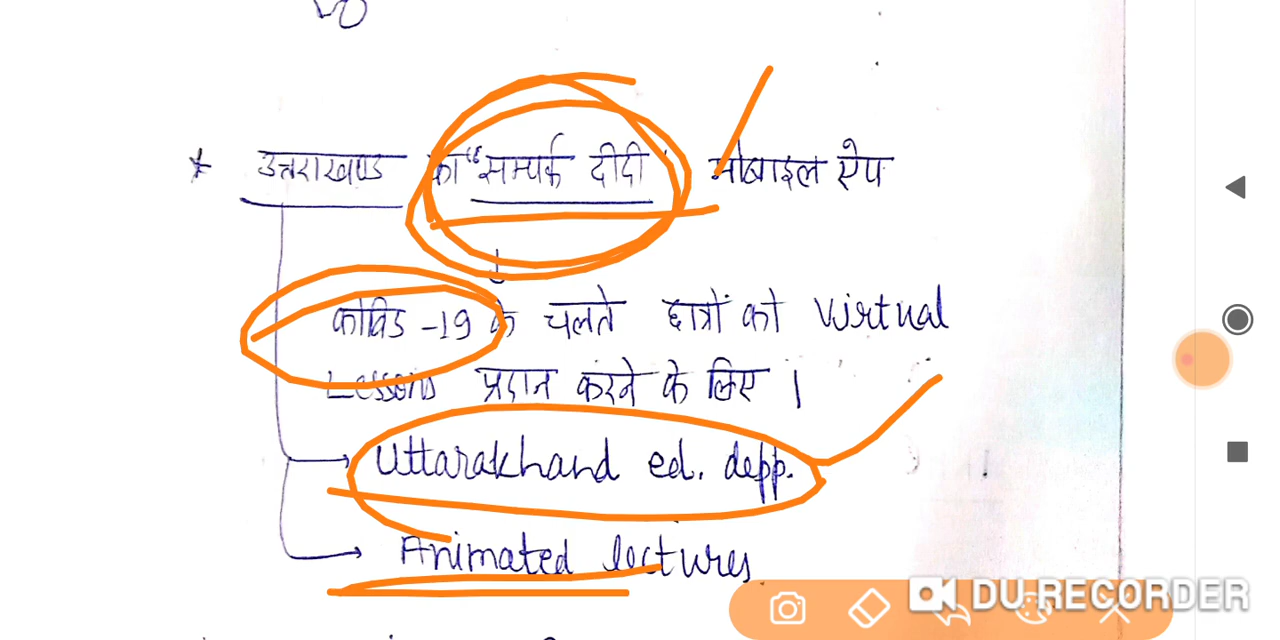 * उत्तराखण्ड का "सम्पर्क दीदी" मोबाइल ऐप
कोविड -19 के चलते छात्रों को Virtual
Lessons प्रदान करने के लिए ।
Uttarakhand ed. depp.
Animated lectures
DU RECORDER